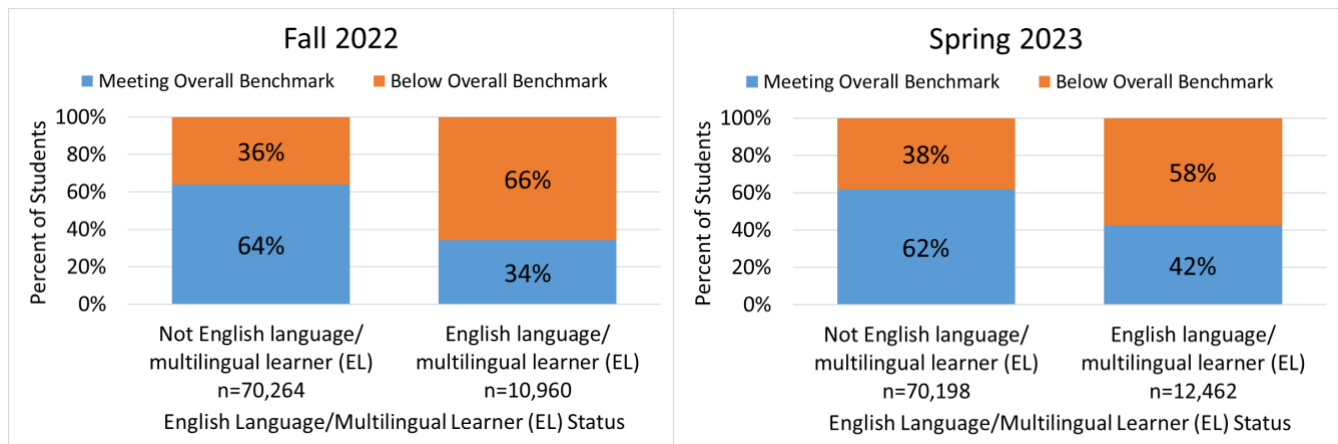 Fall 2022
Meeting Overall Benchmark Below Overall Benchmark
Percent of Students
100%
80%
60%
40%
20%
0%
36%
64%
66%
34%
Not English language/
multilingual learner (EL)
n=70,264
English language/
multilingual learner (EL)
n=10,960
English Language/Multilingual Learner (EL) Status
Spring 2023
Meeting Overall Benchmark Below Overall Benchmark
Percent of Students
100%
80%
60%
40%
20%
0%
38%
62%
58%
42%
Not English language/
multilingual learner (EL)
n=70,198
English language/
multilingual learner (EL)
n=12,462
English Language/Multilingual Learner (EL) Status